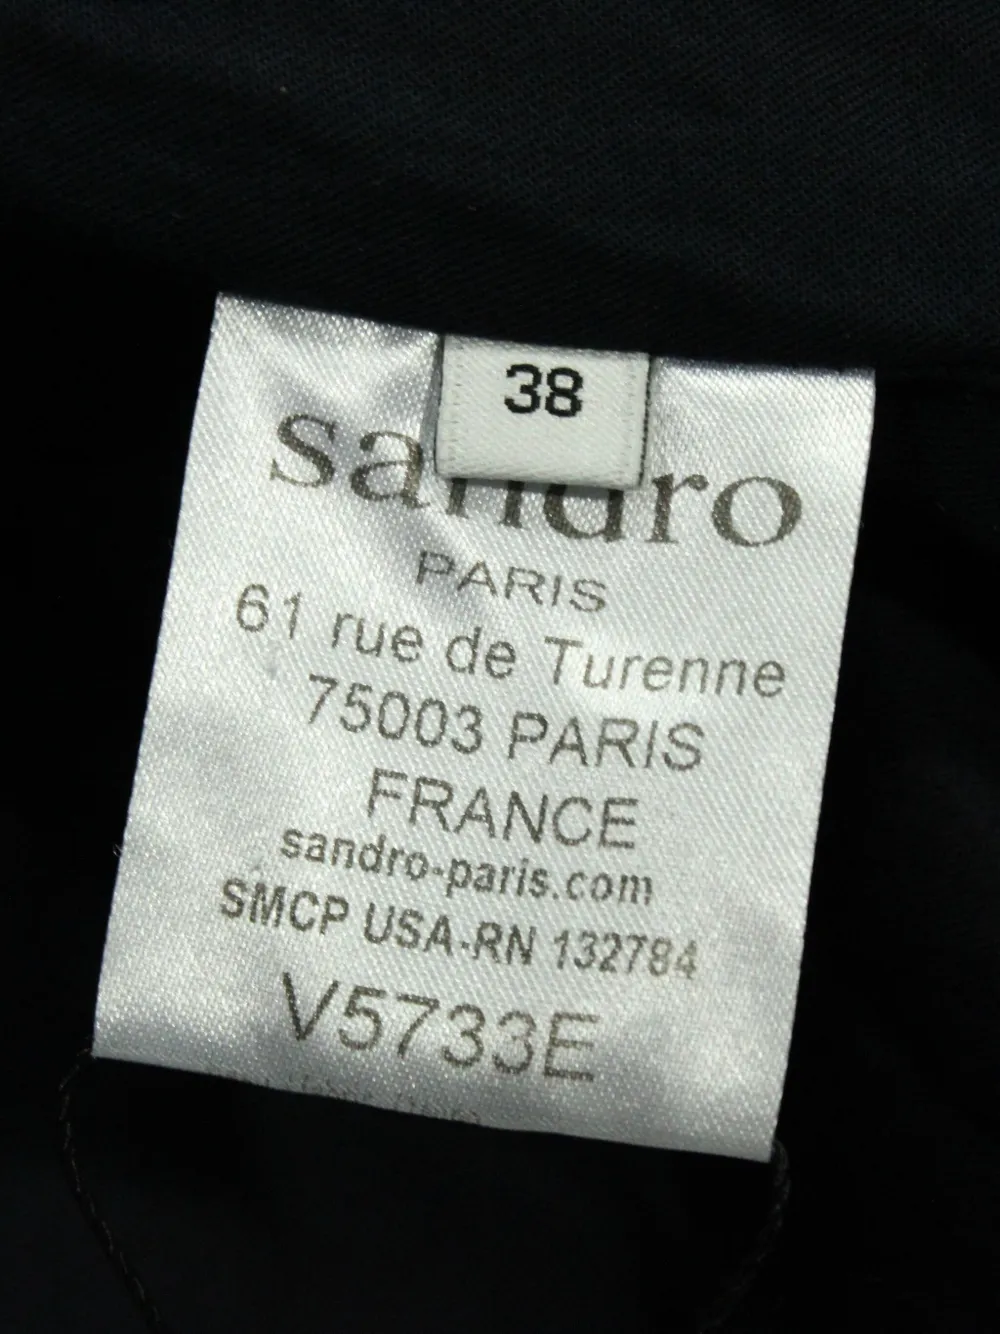 38
sandro
PARIS
61 rue de Turenne
75003 PARIS
FRANCE
sandro-paris.com
SMCP USA-RN 132784
V5733E